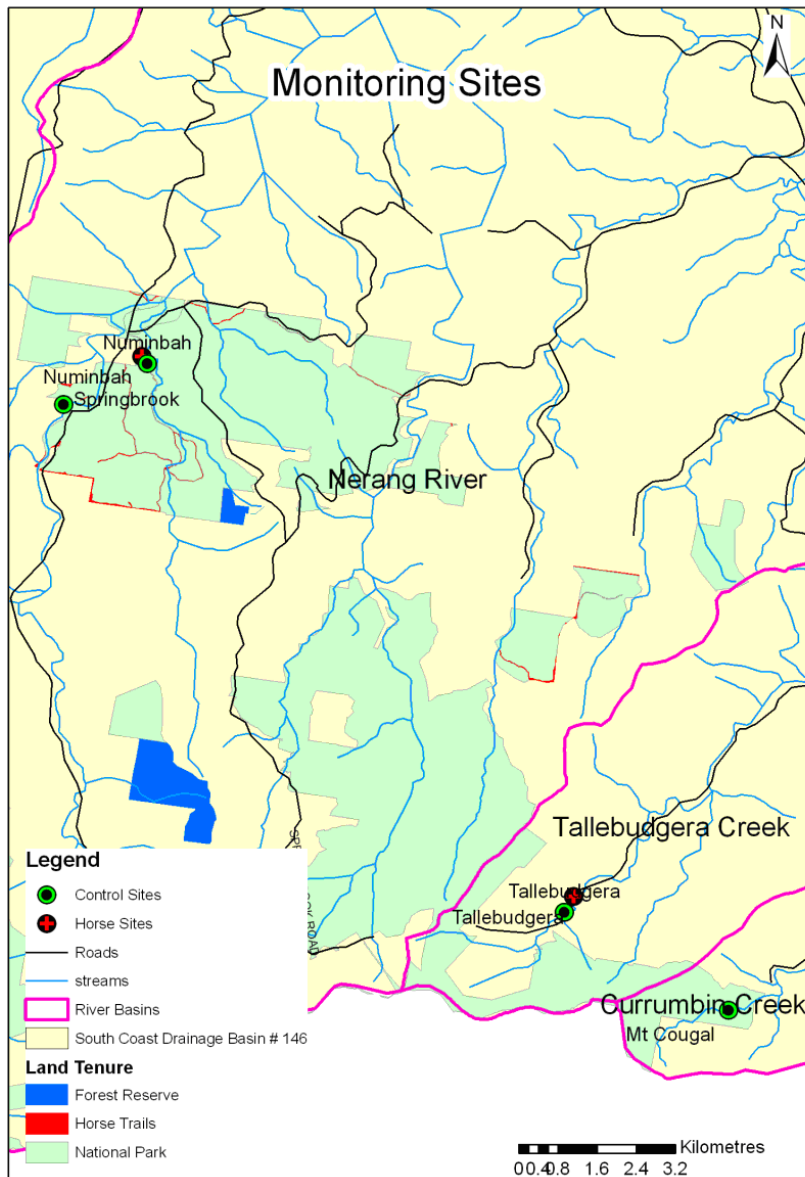 N
Monitoring Sites
Numinbah
Numinbah
Springbrook
Nerang River
Tallebudgera Creek
Tallebudgera
Tallebudgera
Currumbin Creek
Mt Cougal
Legend
Control Sites
Horse Sites
Roads
streams
River Basins
South Coast Drainage Basin # 146
Land Tenure
Forest Reserve
Horse Trails
National Park
Kilometres
0 0.4 0.8 1.6 2.4 3.2